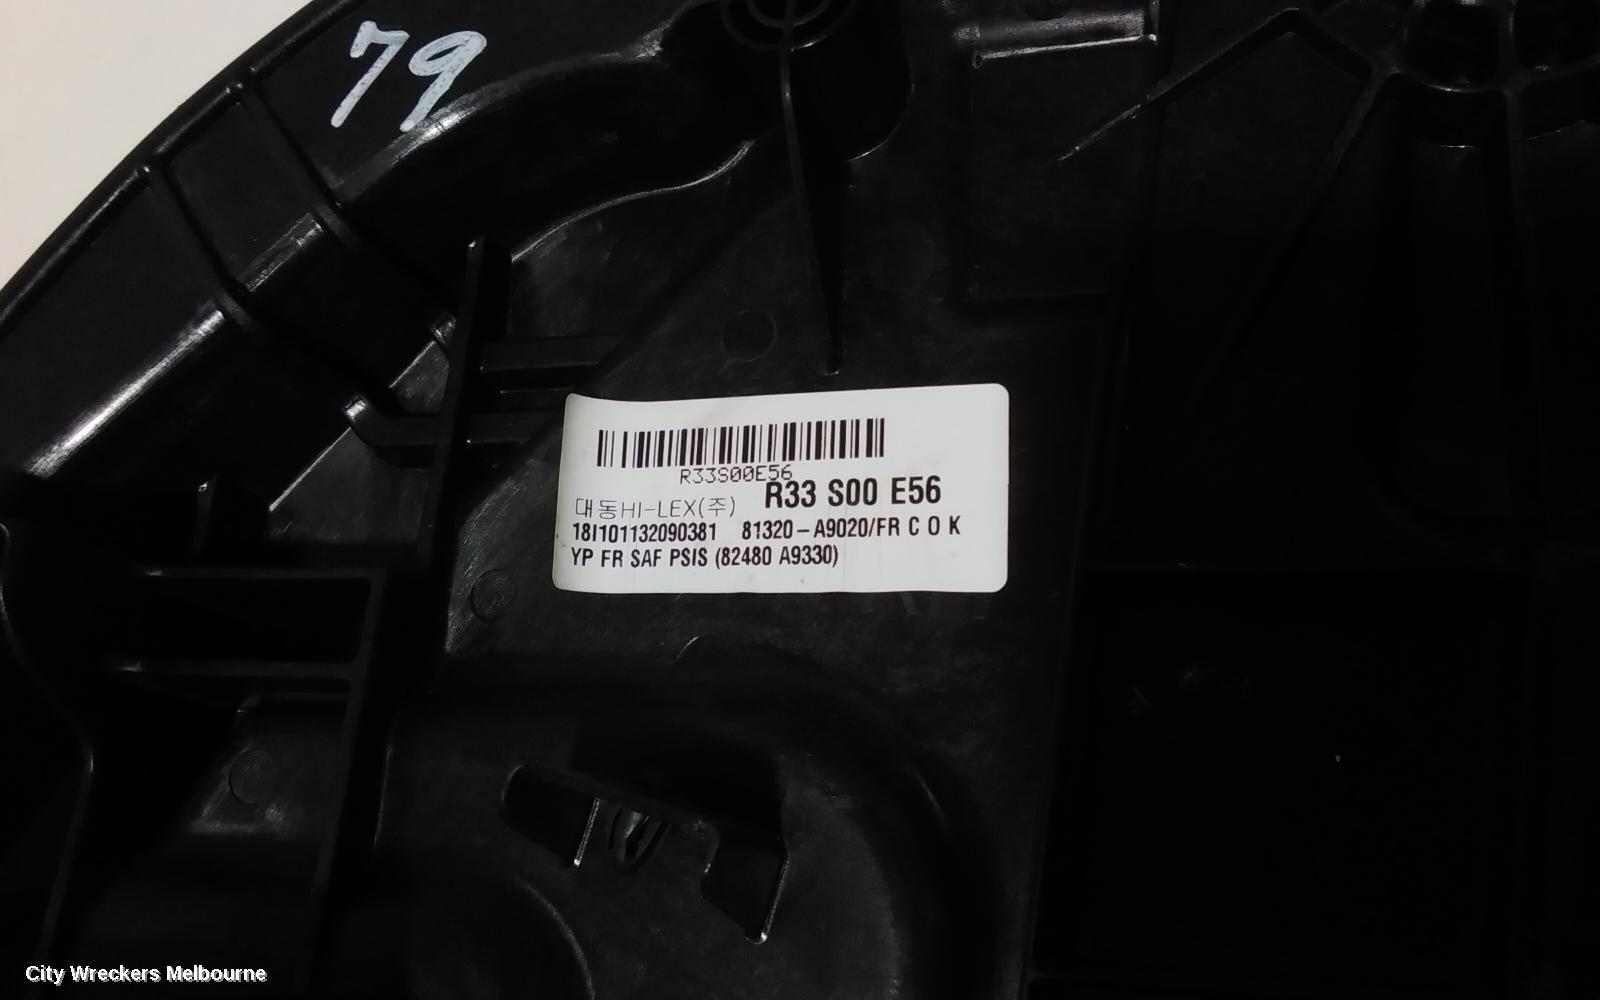 79
R33S00E56
R33 S00 E56
대동HI-LEX(주)
18I101132090381 81320-A9020/FR C O K
YP FR SAF PSIS (82480 A9330)
City Wreckers Melbourne